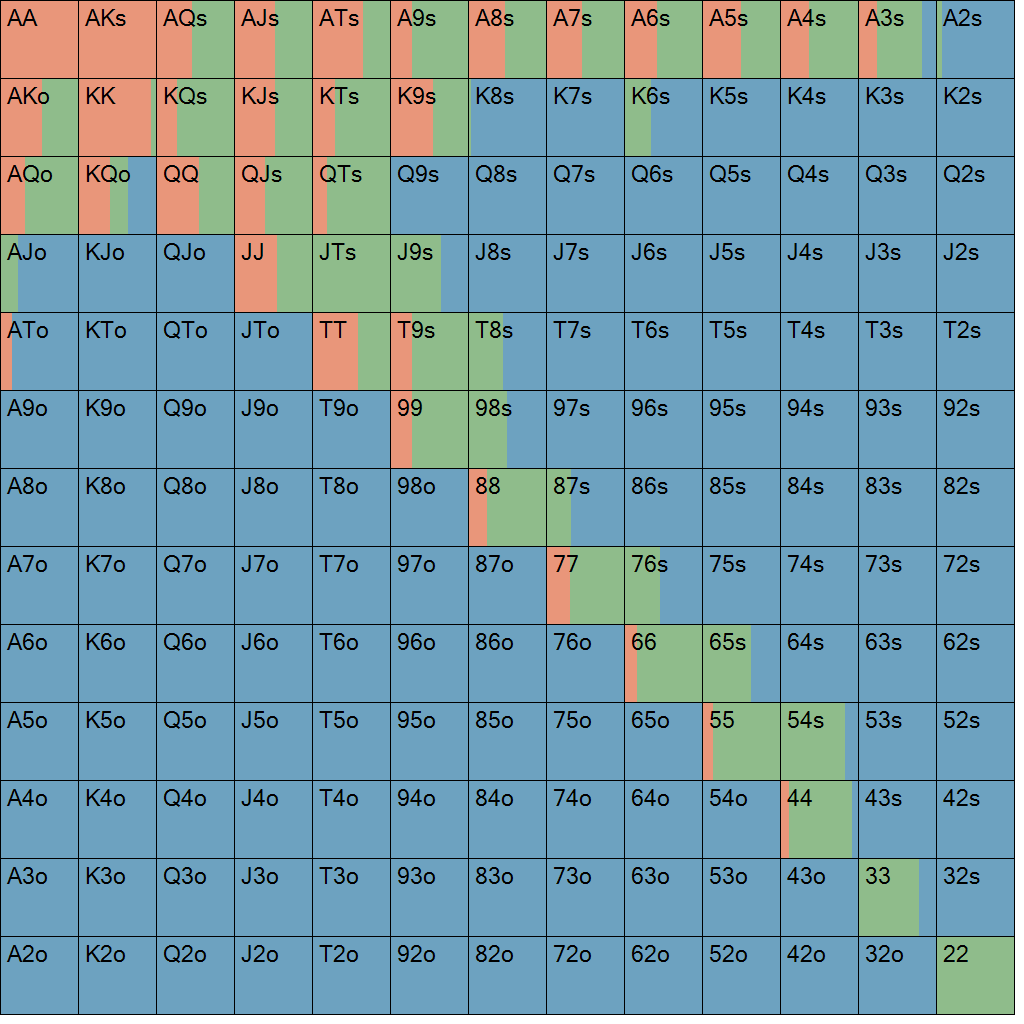 AA AKs AQs AJs ATs A9s A8s A7s A6s A5s A4s A3s A2s
AKo KK KQs KJs KTs K9s K8s K7s K6s K5s K4s K3s K2s
AQo KQo QQ QJs QTs Q9s Q8s Q7s Q6s Q5s Q4s Q3s Q2s
AJo KJo QJo JJ JTs J9s J8s J7s J6s J5s J4s J3s J2s
ATo KTo QTo JTo TT T9s T8s T7s T6s T5s T4s T3s T2s
A9o K9o Q9o J9o T9o 99 98s 97s 96s 95s 94s 93s 92s
A8o K8o Q8o J8o T8o 98o 88 87s 86s 85s 84s 83s 82s
A7o K7o Q7o J7o T7o 97o 87o 77 76s 75s 74s 73s 72s
A6o K6o Q6o J6o T6o 96o 86o 76o 66 65s 64s 63s 62s
A5o K5o Q5o J5o T5o 95o 85o 75o 65o 55 54s 53s 52s
A4o K4o Q4o J4o T4o 94o 84o 74o 64o 54o 44 43s 42s
A3o K3o Q3o J3o T3o 93o 83o 73o 63o 53o 43o 33 32s
A2o K2o Q2o J2o T2o 92o 82o 72o 62o 52o 42o 32o 22